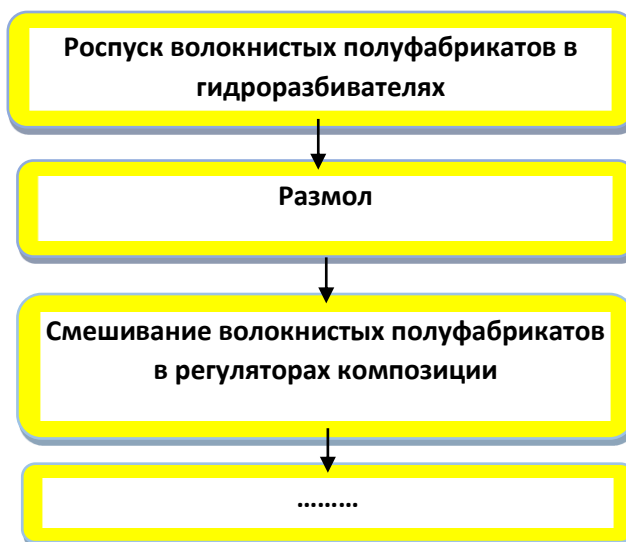 Роспуск волокнистых полуфабрикатов в
гидроразбивателях
Размол
Смешивание волокнистых полуфабрикатов
в регуляторах композиции
………